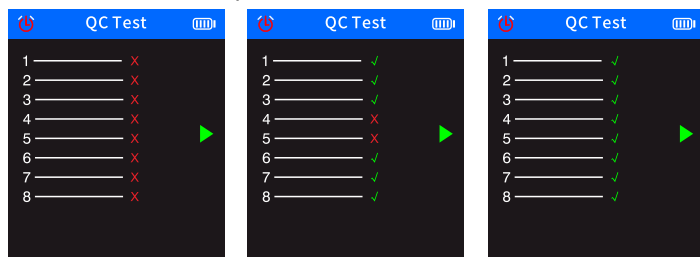 QC Test
1 X
2 X
3 X
4 X
5 X
6 X
7 X
8 X
QC Test
1 √
2 √
3 √
4 X
5 X
6 √
7 √
8 √
QC Test
1 √
2 √
3 √
4 √
5 √
6 √
7 √
8 √